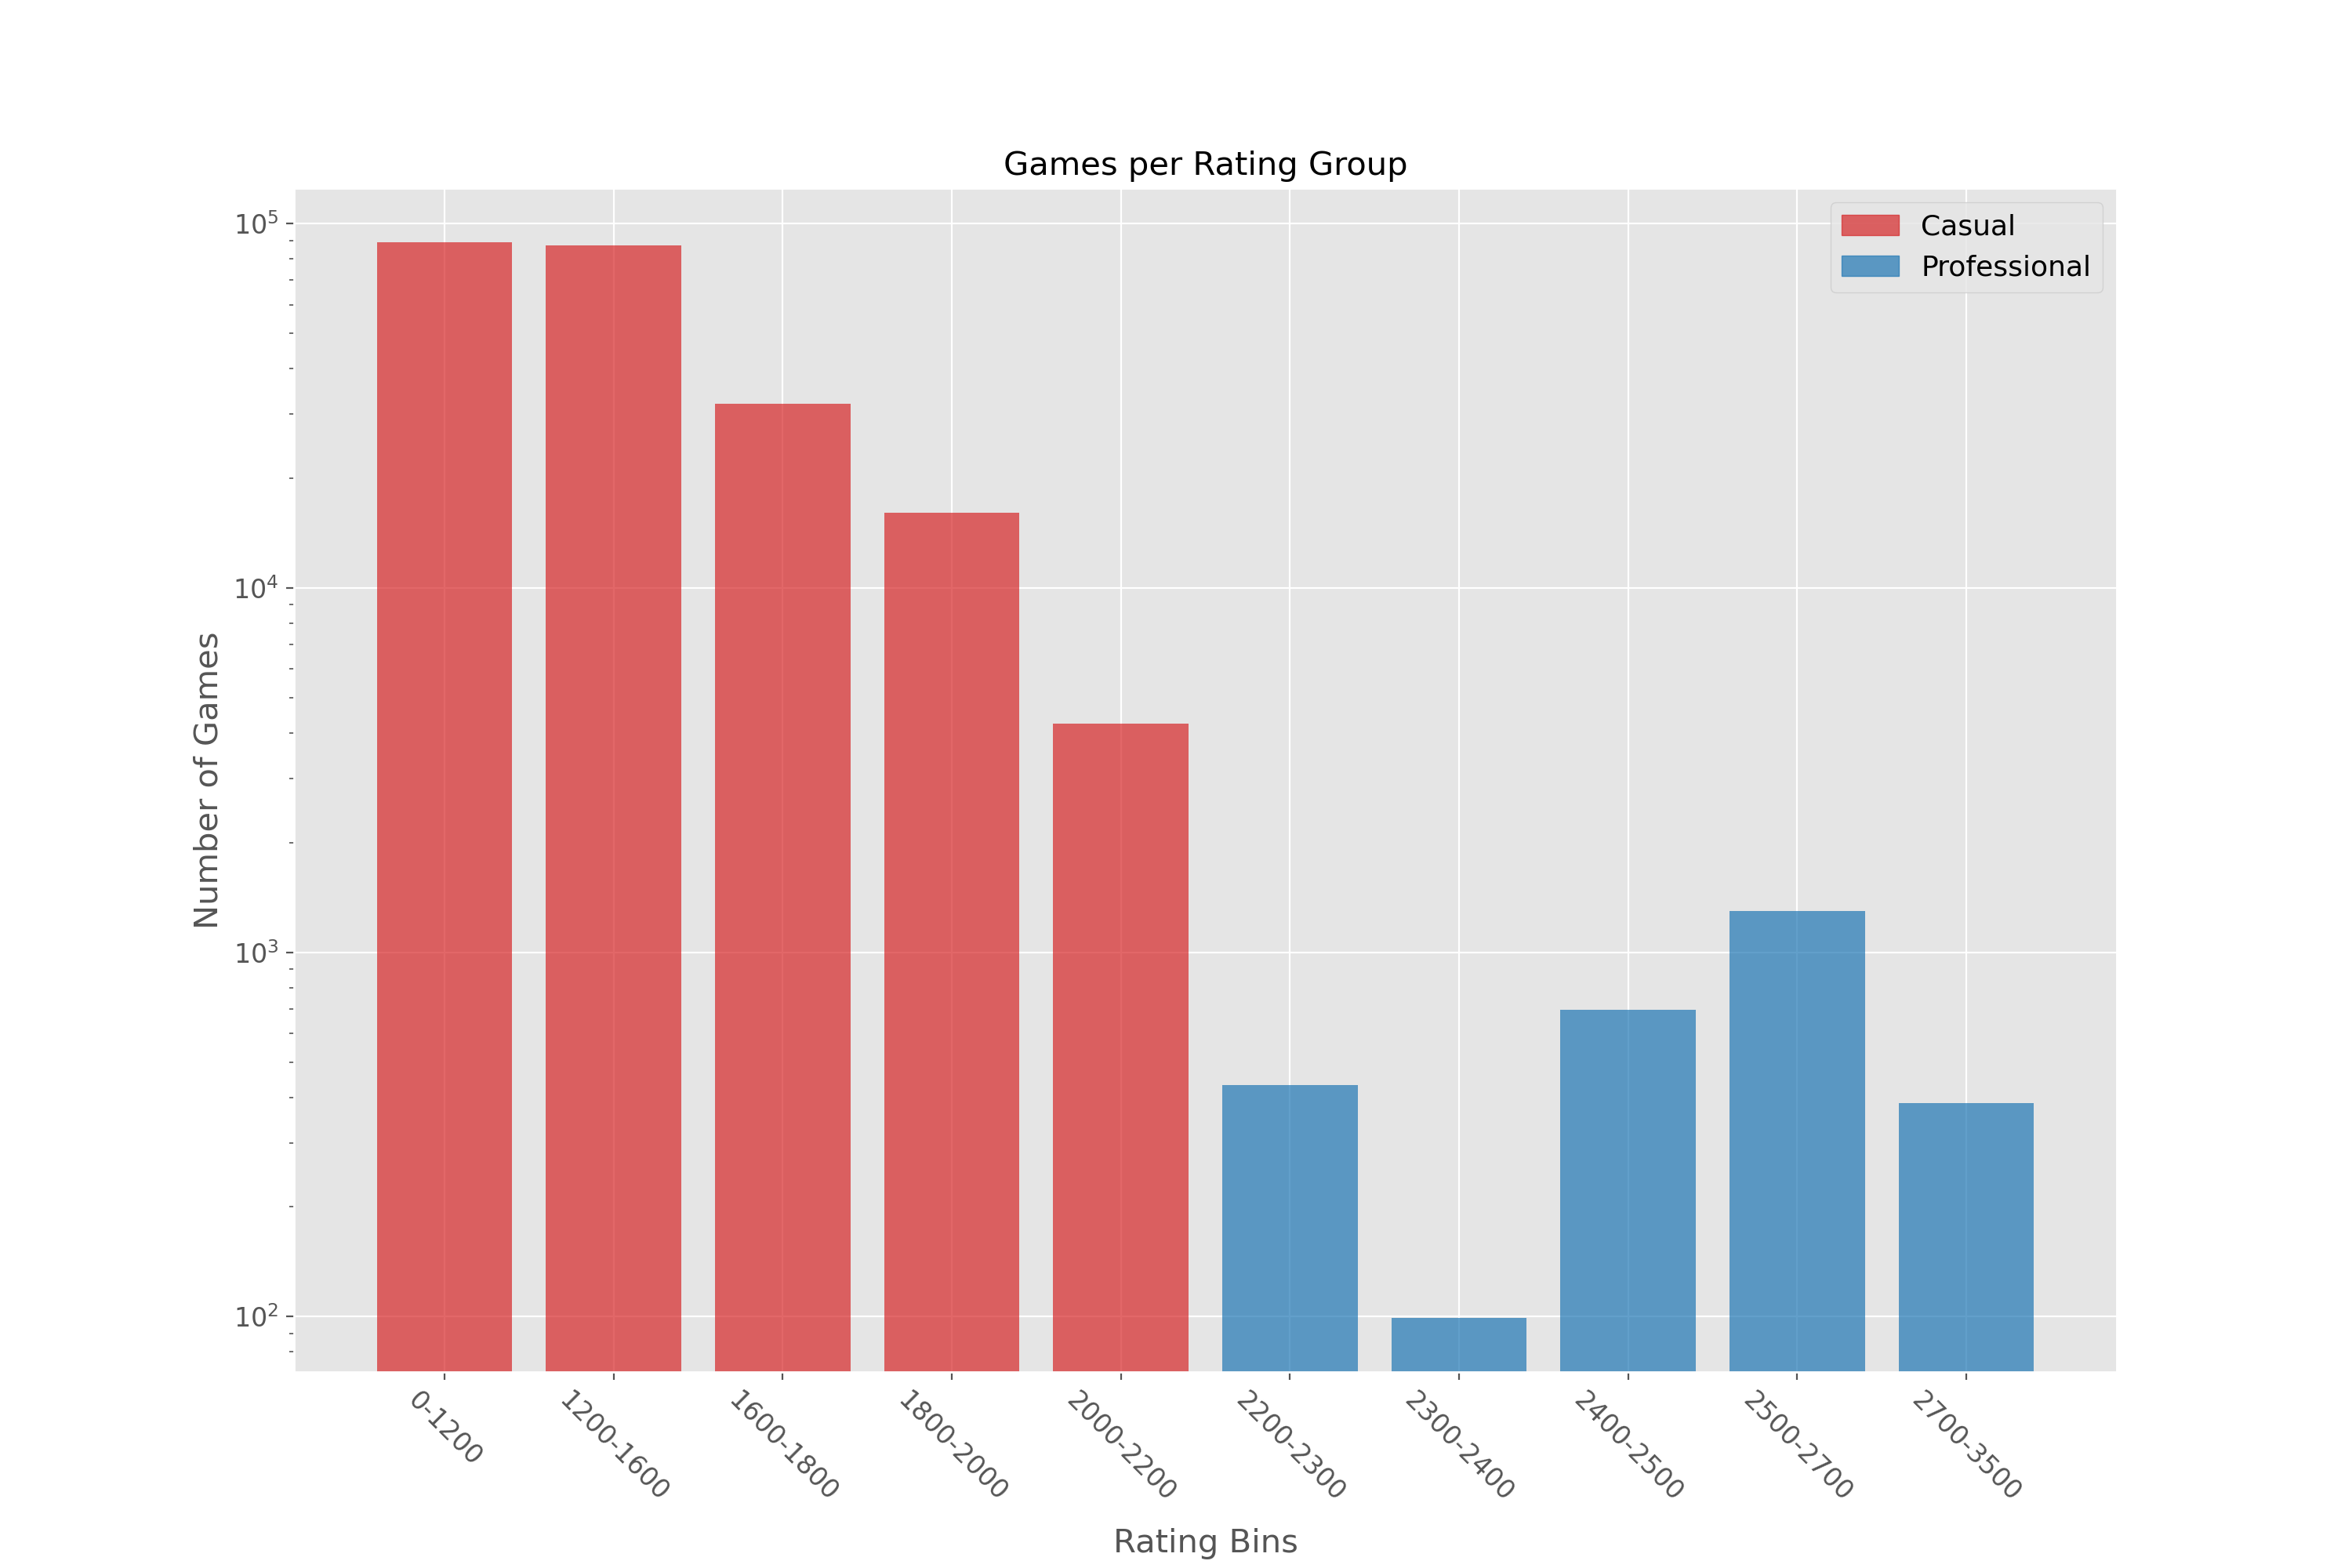 Games per Rating Group
Casual
Professional
10^5
10^4
10^3
10^2
Number of Games
0-1200
1200-1600
1600-1800
1800-2000
2000-2200
2200-2300
2300-2400
2400-2500
2500-2700
2700-3500
Rating Bins